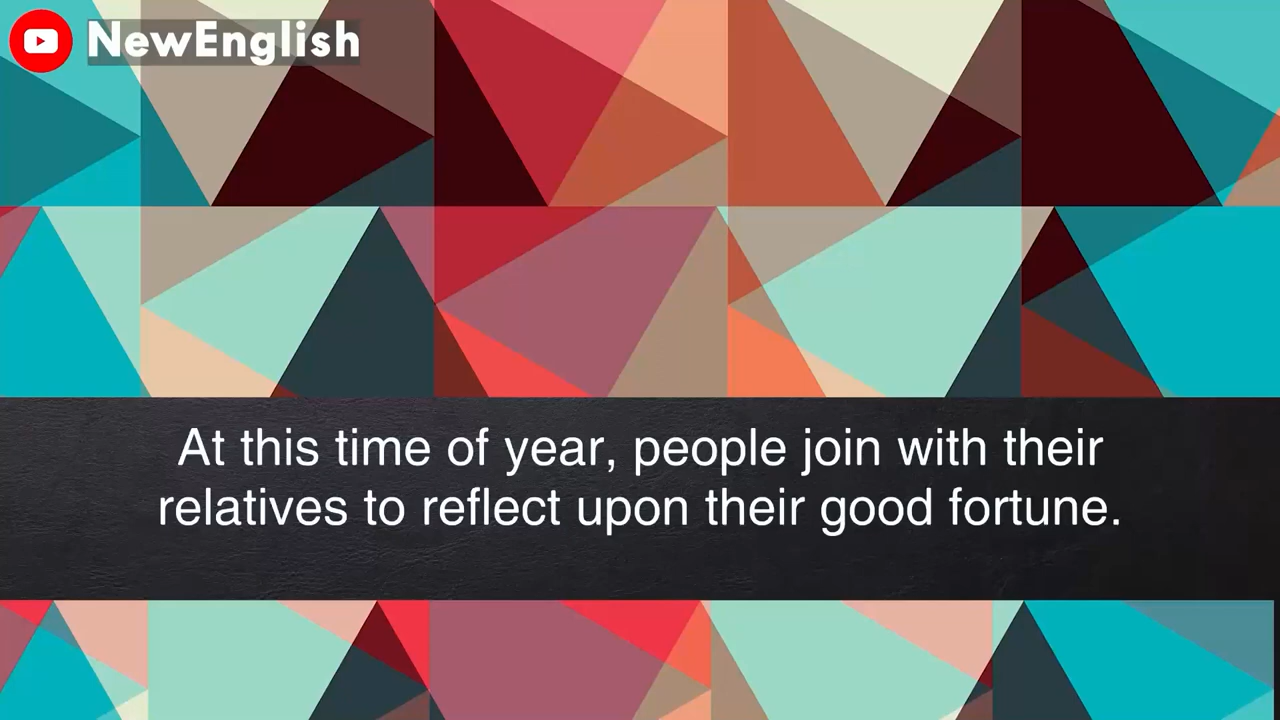 NewEnglish
At this time of year, people join with their
relatives to reflect upon their good fortune.